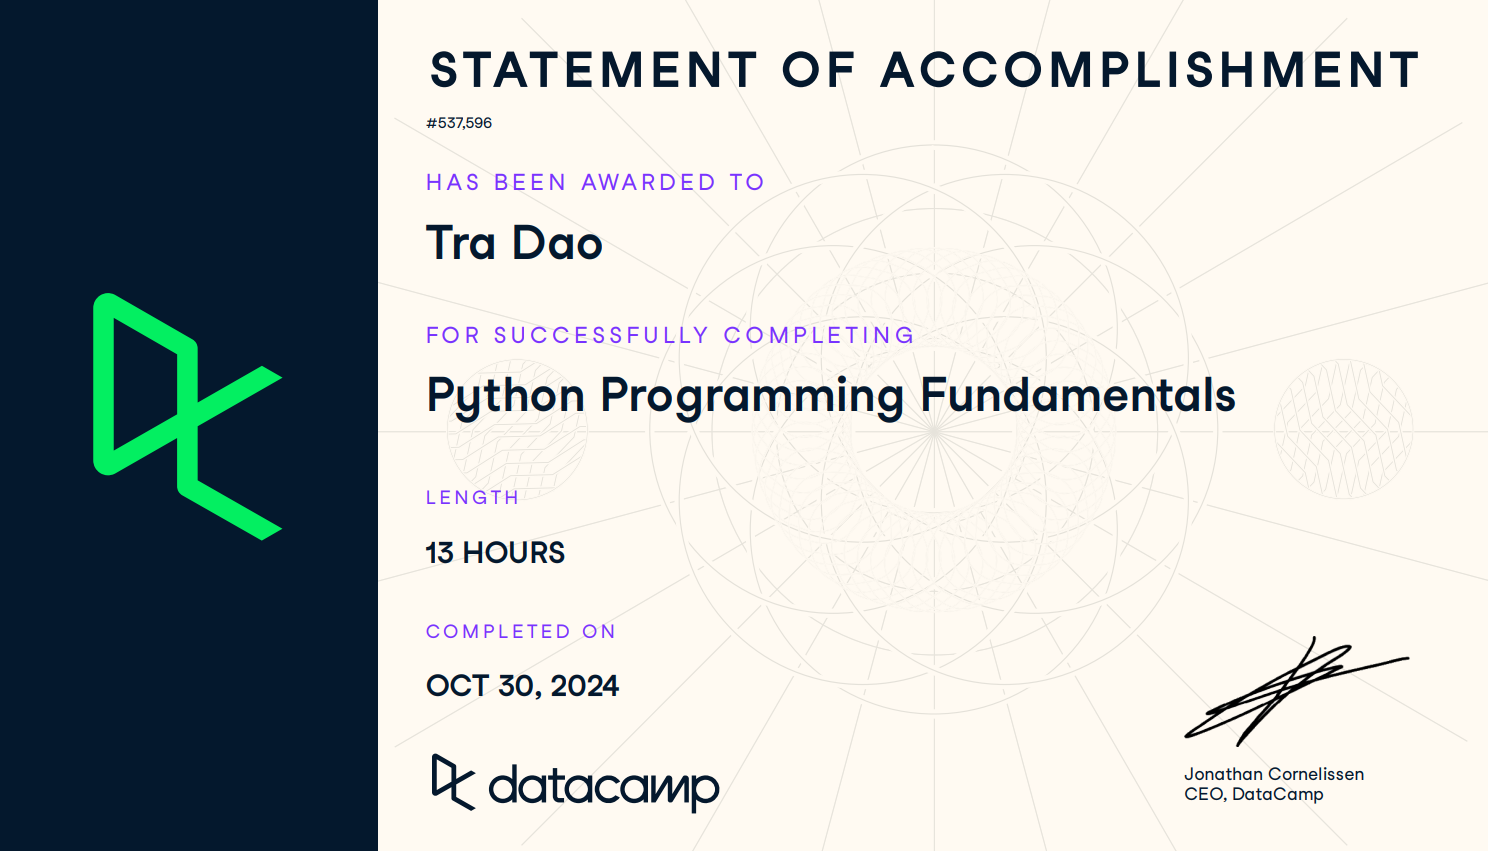 STATEMENT OF ACCOMPLISHMENT
#537,596
HAS BEEN AWARDED TO
Tra Dao
FOR SUCCESSFULLY COMPLETING
Python Programming Fundamentals
LENGTH
13 HOURS
COMPLETED ON
OCT 30, 2024
datacamp
Jonathan Cornelissen
CEO, DataCamp